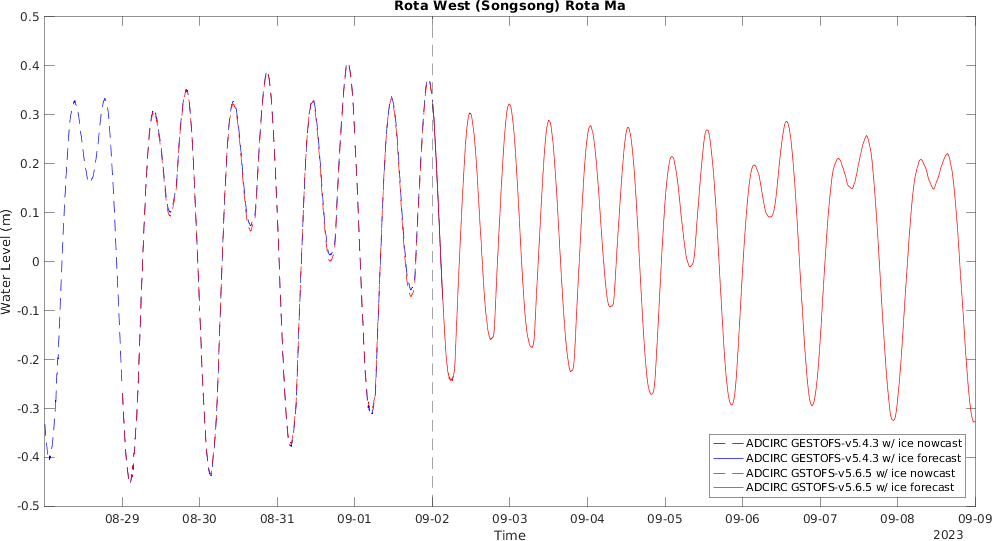 Rota West (Songsong) Rota Ma
0.5
0.4
0.3
0.2
0.1
0
-0.1
-0.2
-0.3
-0.4
-0.5
Water Level (m)
08-29 08-30 08-31 09-01 09-02 09-03 09-04 09-05 09-06 09-07 09-08 09-09
Time
2023
ADCIRC GESTOFS-v5.4.3 w/ ice nowcast
ADCIRC GESTOFS-v5.4.3 w/ ice forecast
ADCIRC GSTOFS-v5.6.5 w/ ice nowcast
ADCIRC GSTOFS-v5.6.5 w/ ice forecast